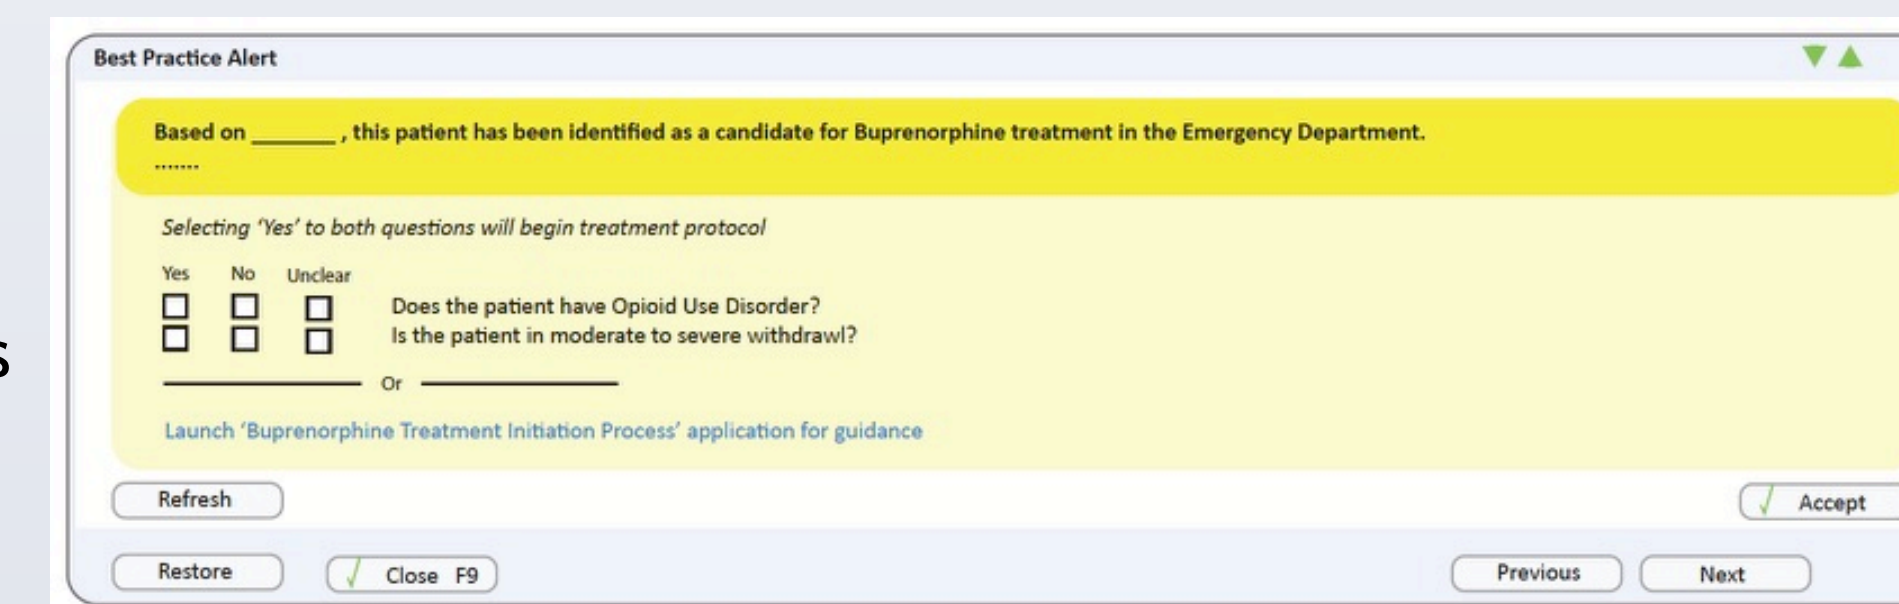 Best Practice Alert
Based on _______ , this patient has been identified as a candidate for Buprenorphine treatment in the Emergency Department.
.......
Selecting ‘Yes’ to both questions will begin treatment protocol
Yes No Unclear
Does the patient have Opioid Use Disorder?
Is the patient in moderate to severe withdrawl?
Or
Launch ‘Buprenorphine Treatment Initiation Process’ application for guidance
s
Refresh
Accept
Restore
Close F9
Previous
Next